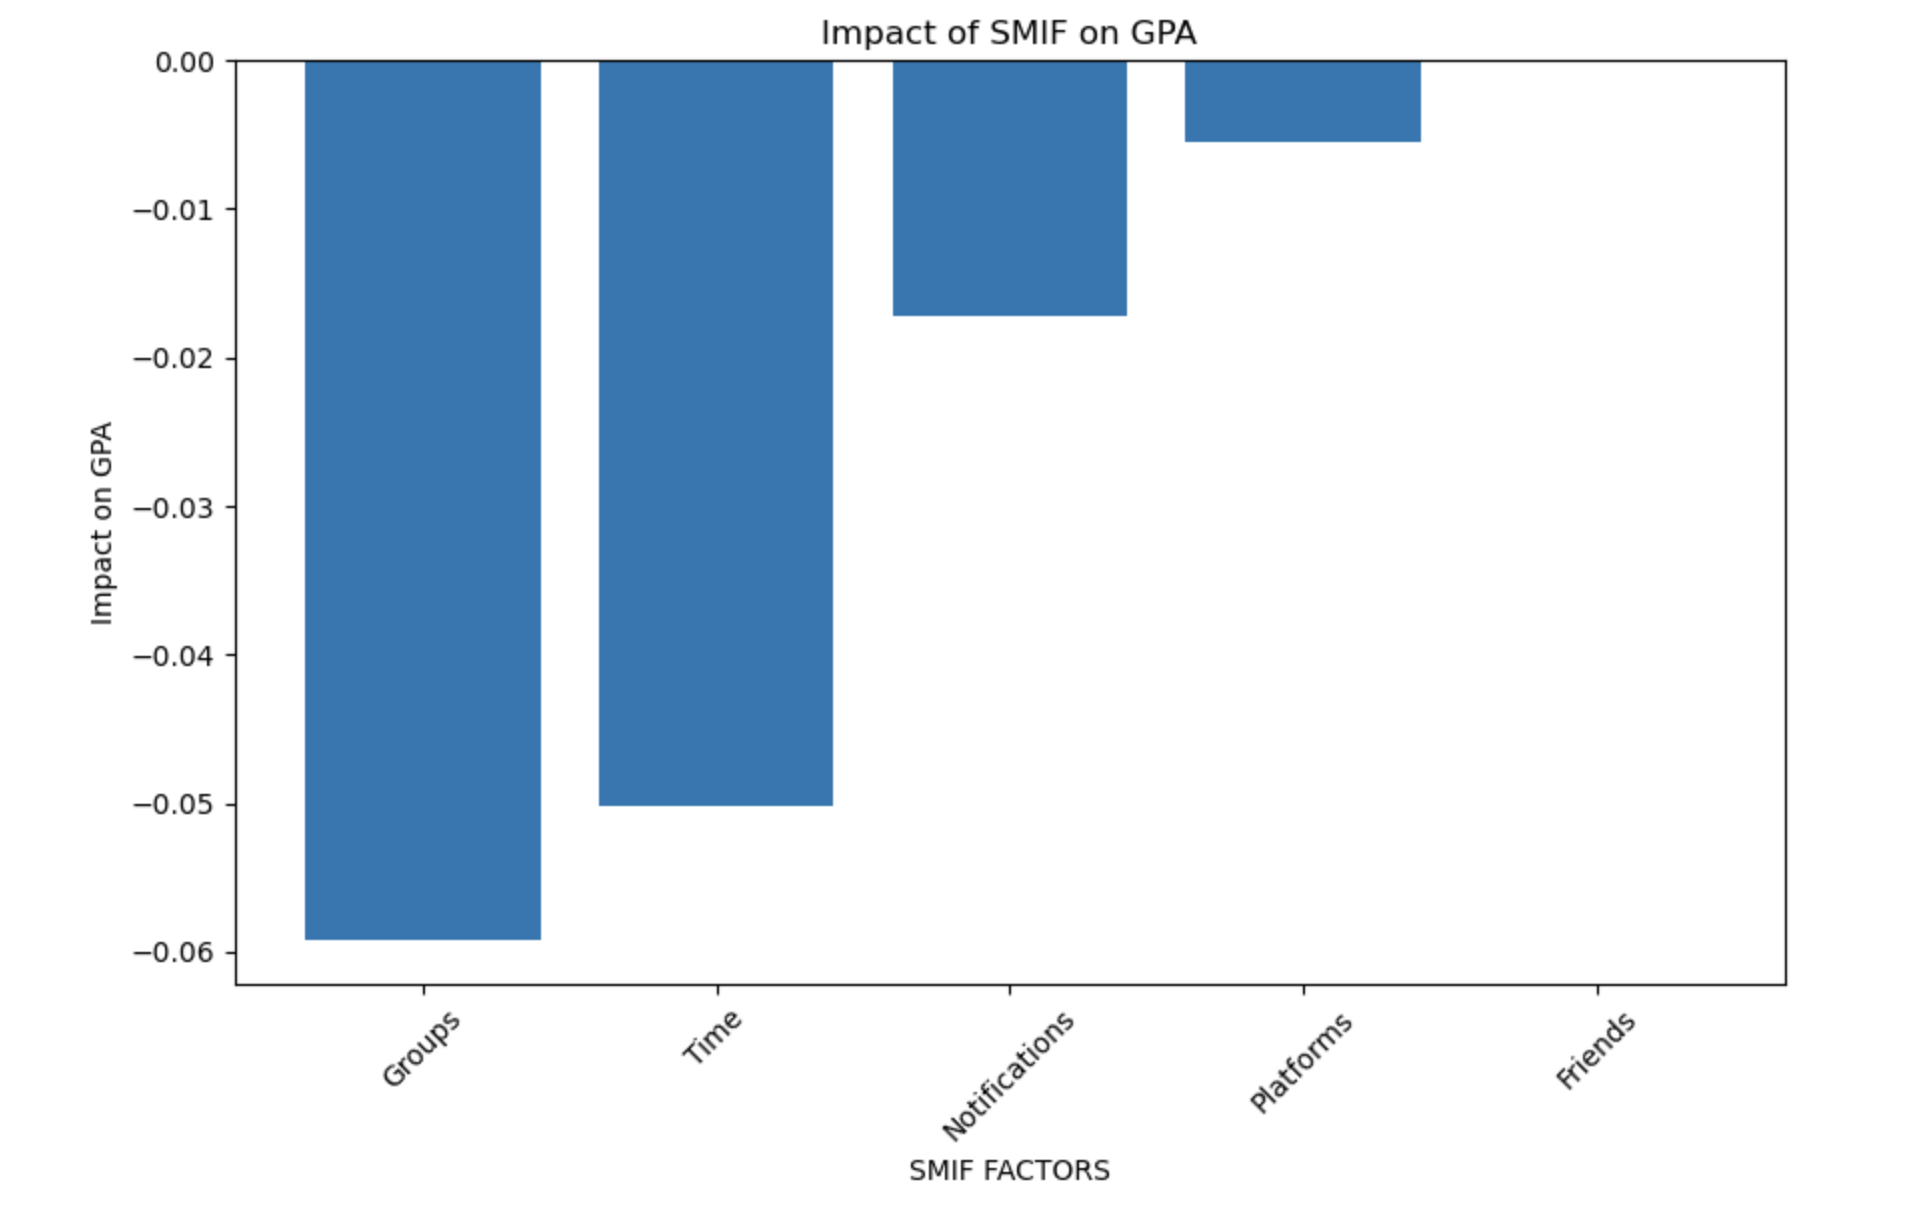 Impact of SMIF on GPA
0.00
−0.01
−0.02
−0.03
−0.04
−0.05
−0.06
Impact on GPA
Groups
Time
Notifications
Platforms
Friends
SMIF FACTORS